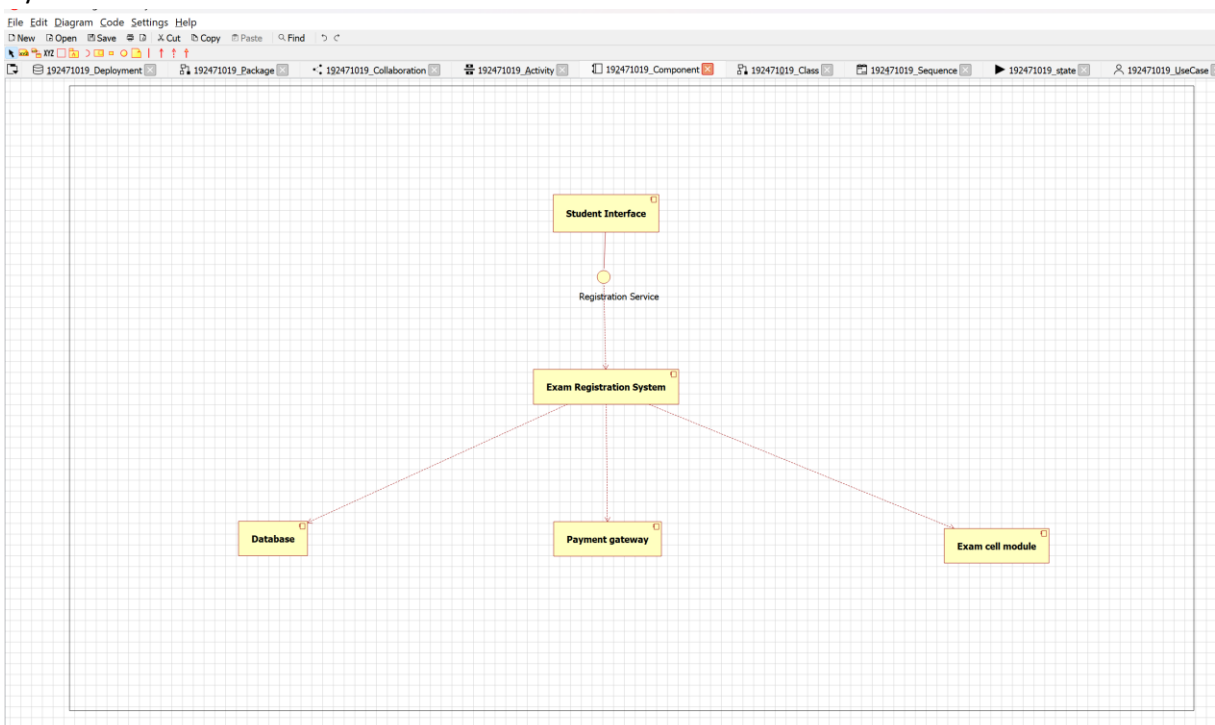 File Edit Diagram Code Settings Help
New Open Save Cut Copy Paste Find
XYZ
192471019_Deployment 192471019_Package 192471019_Collaboration 192471019_Activity 192471019_Component 192471019_Class 192471019_Sequence 192471019_state 192471019_UseCase
Student Interface
Registration Service
Exam Registration System
Database
Payment gateway
Exam cell module